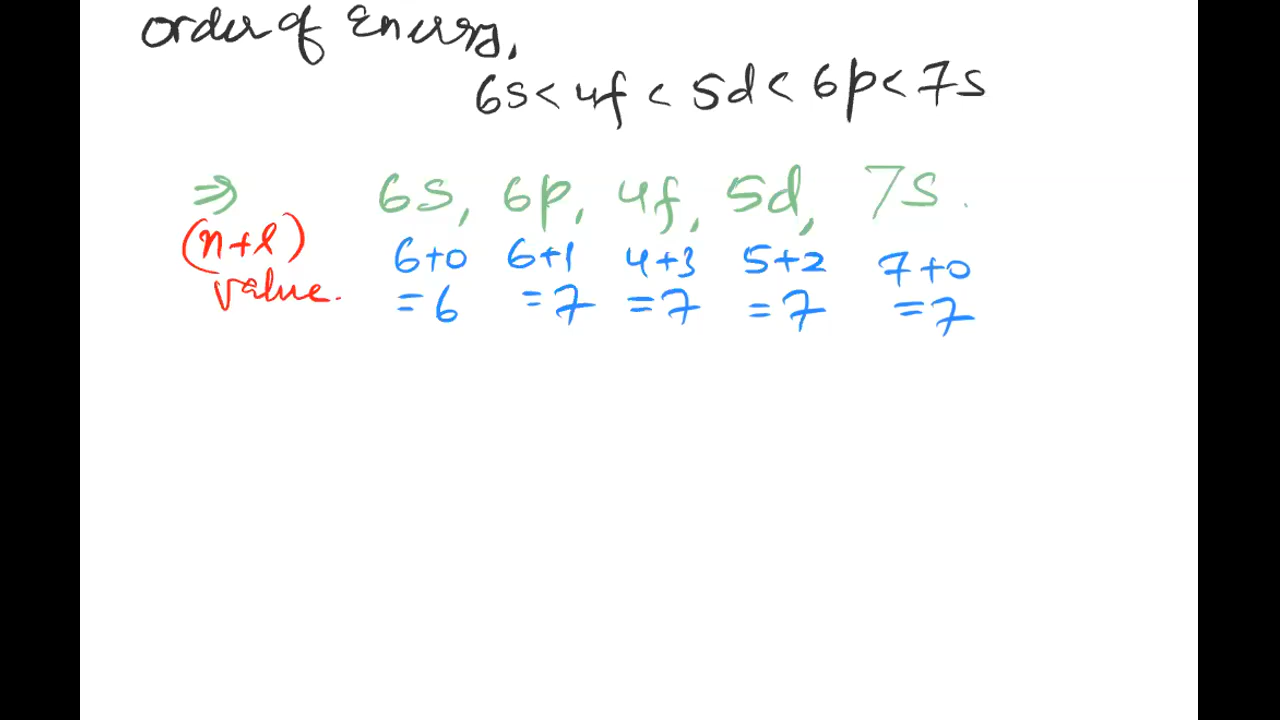 order of Energy,
6s < 4f < 5d < 6p < 7s
⇒ 6s, 6p, 4f, 5d, 7s.
(n+l) 6+0 6+1 4+3 5+2 7+0
value. =6 =7 =7 =7 =7